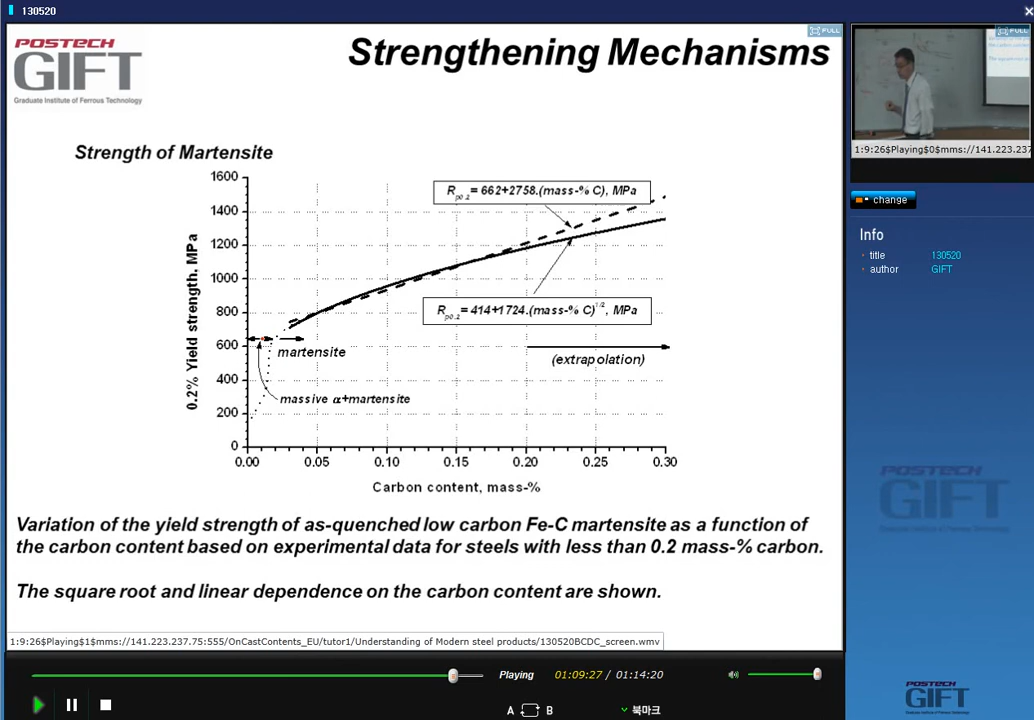 130520
POSTECH
GIFT
Graduate Institute of Ferrous Technology
Strengthening Mechanisms
FULL
FULL
Strength of Martensite
1600
1400
1200
1000
800
600
400
200
0
0.2% Yield strength. MPa
Rp0.2 = 662+2758.(mass-% C), MPa
Rp0.2 = 414+1724.(mass-% C)^1/2, MPa
martensite
(extrapolation)
massive α+martensite
0.00 0.05 0.10 0.15 0.20 0.25 0.30
Carbon content, mass-%
Variation of the yield strength of as-quenched low carbon Fe-C martensite as a function of
the carbon content based on experimental data for steels with less than 0.2 mass-% carbon.
The square root and linear dependence on the carbon content are shown.
1:9:26$Playing$1$mms://141.223.237.75:555/OnCastContents_EU/tutor1/Understanding of Modern steel products/130520BCDC_screen.wmv
Playing 01:09:27 / 01:14:20
A B 북마크
1:9:26$Playing$0$mms://141.223.237
change
Info
title 130520
author GIFT
POSTECH
GIFT
POSTECH
GIFT